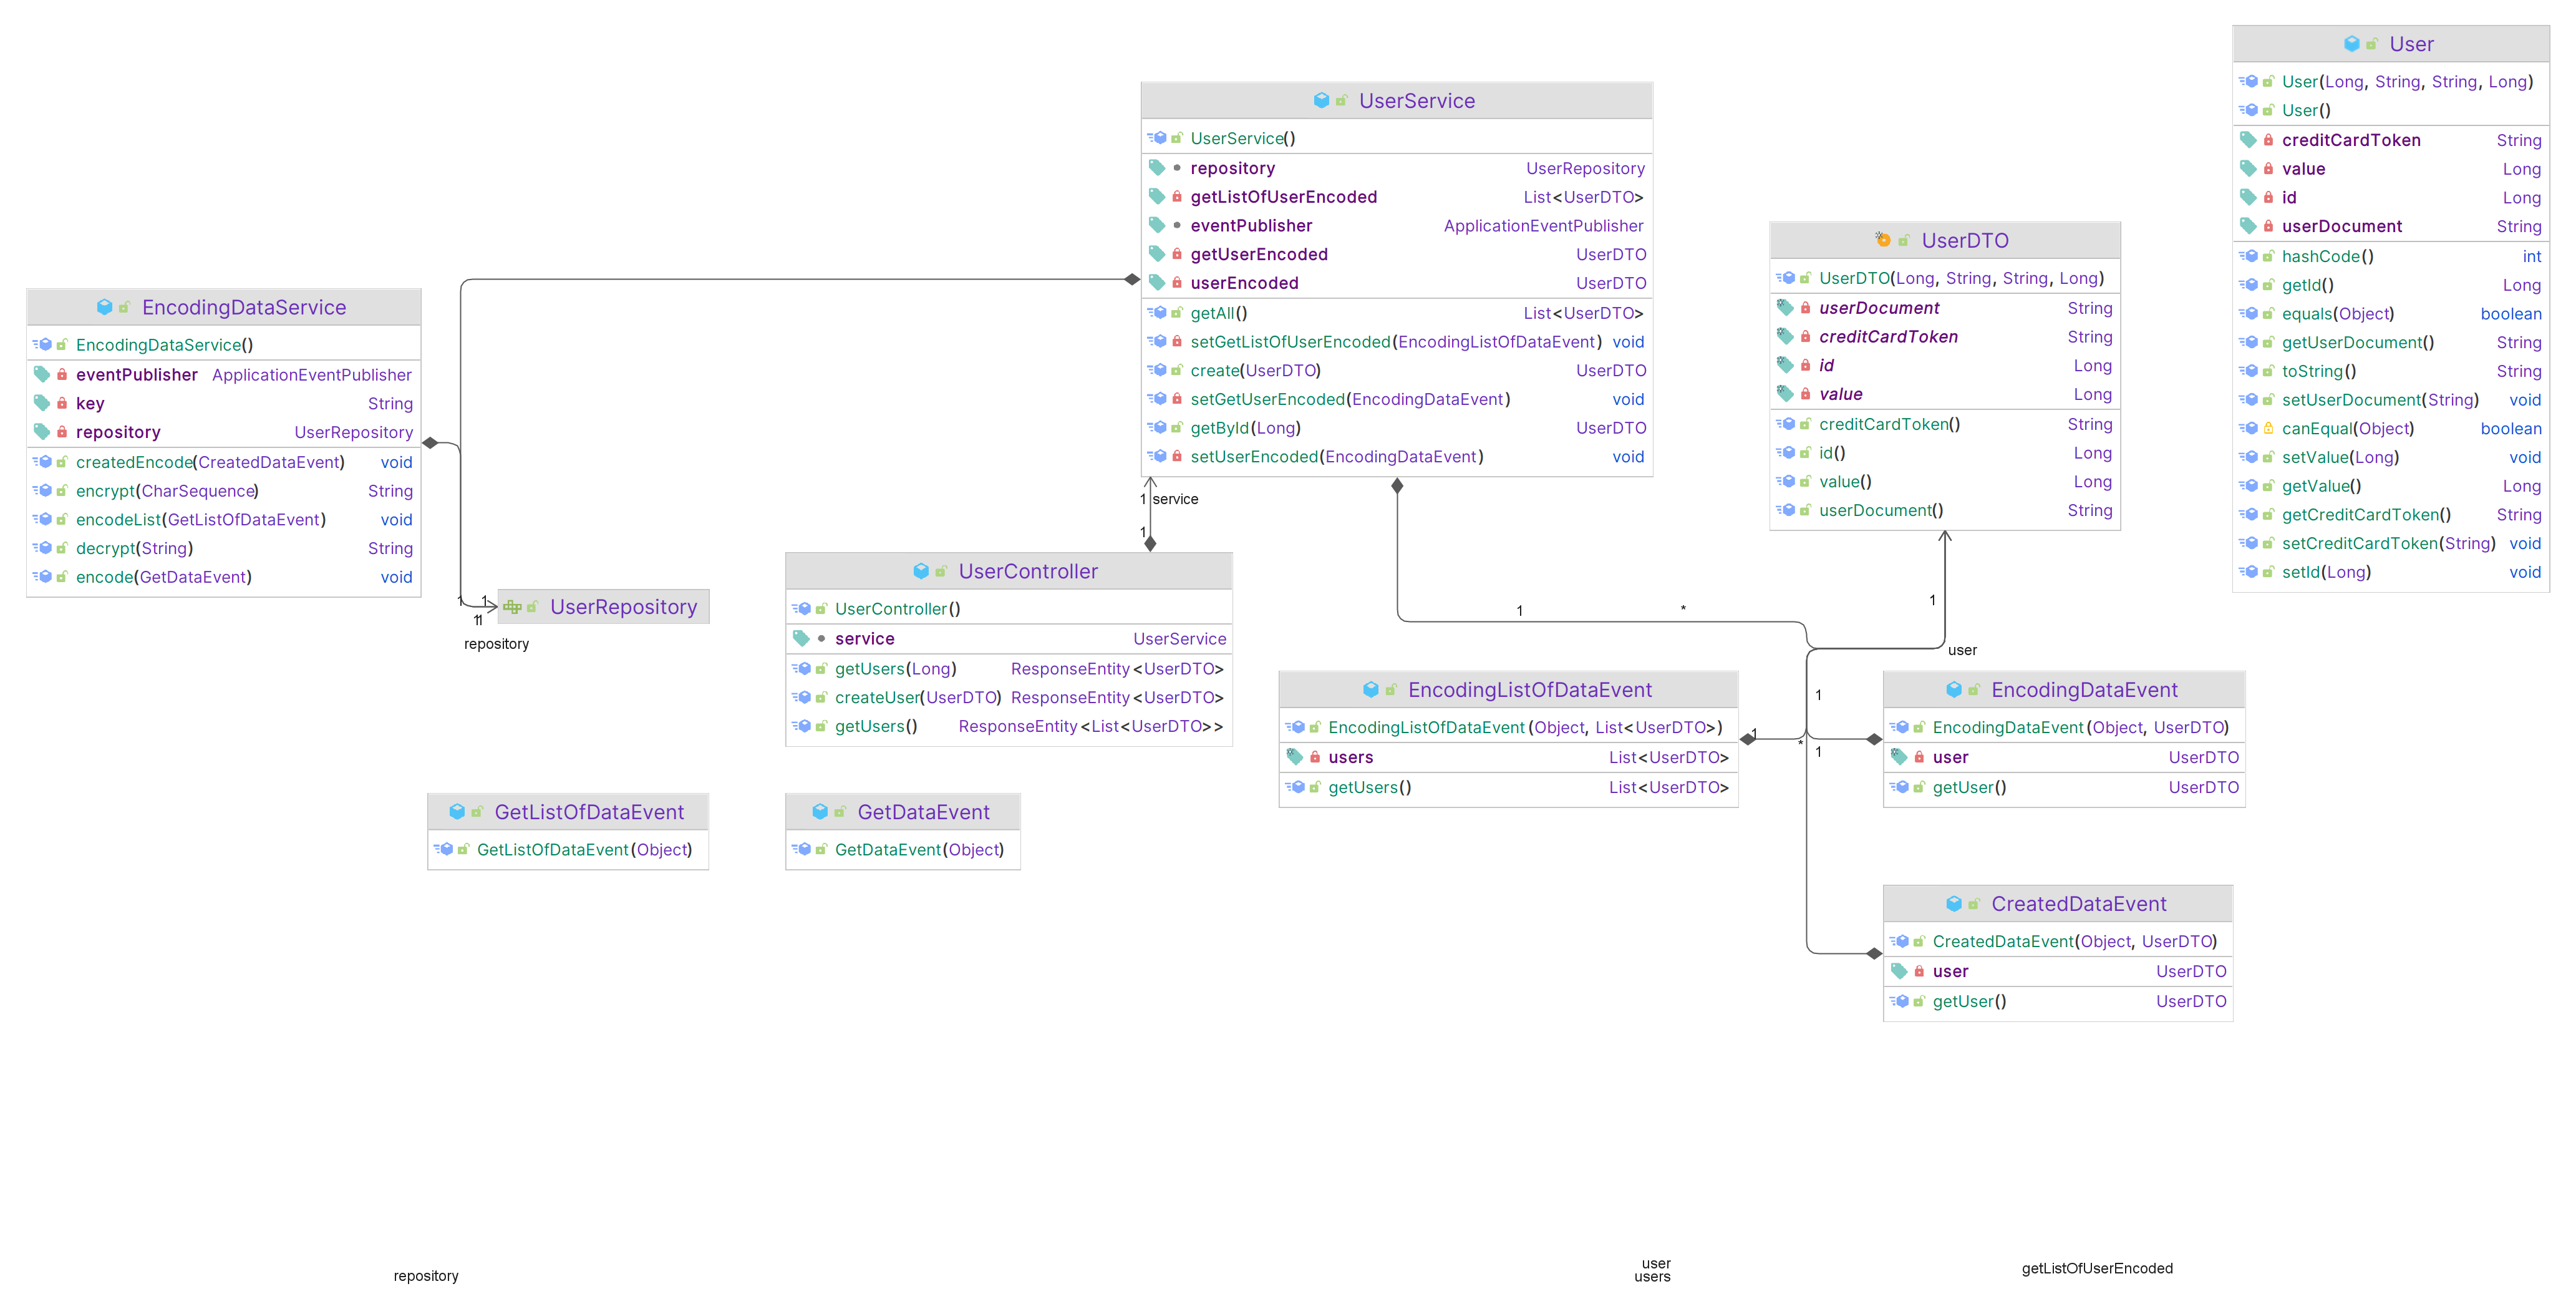 User
User(Long, String, String, Long)
User()
creditCardToken String
value Long
id Long
userDocument String
hashCode() int
getId() Long
equals(Object) boolean
getUserDocument() String
toString() String
setUserDocument(String) void
canEqual(Object) boolean
setValue(Long) void
getValue() Long
getCreditCardToken() String
setCreditCardToken(String) void
setId(Long) void
UserService
UserService()
repository UserRepository
getListOfUserEncoded List<UserDTO>
eventPublisher ApplicationEventPublisher
getUserEncoded UserDTO
userEncoded UserDTO
getAll() List<UserDTO>
setGetListOfUserEncoded(EncodingListOfDataEvent) void
create(UserDTO) UserDTO
setGetUserEncoded(EncodingDataEvent) void
getById(Long) UserDTO
setUserEncoded(EncodingDataEvent) void
UserDTO
UserDTO(Long, String, String, Long)
userDocument String
creditCardToken String
id Long
value Long
creditCardToken() String
id() Long
value() Long
userDocument() String
EncodingDataService
EncodingDataService()
eventPublisher ApplicationEventPublisher
key String
repository UserRepository
createdEncode(CreatedDataEvent) void
encrypt(CharSequence) String
encodeList(GetListOfDataEvent) void
decrypt(String) String
encode(GetDataEvent) void
1 service
1
UserController
UserController()
service UserService
getUsers(Long) ResponseEntity<UserDTO>
createUser(UserDTO) ResponseEntity<UserDTO>
getUsers() ResponseEntity<List<UserDTO>>
1 1
11
UserRepository
repository
1 *
1
user
1
1
1
*
EncodingListOfDataEvent
EncodingListOfDataEvent(Object, List<UserDTO>)
users List<UserDTO>
getUsers() List<UserDTO>
EncodingDataEvent
EncodingDataEvent(Object, UserDTO)
user UserDTO
getUser() UserDTO
GetListOfDataEvent
GetListOfDataEvent(Object)
GetDataEvent
GetDataEvent(Object)
CreatedDataEvent
CreatedDataEvent(Object, UserDTO)
user UserDTO
getUser() UserDTO
repository
user
users
getListOfUserEncoded